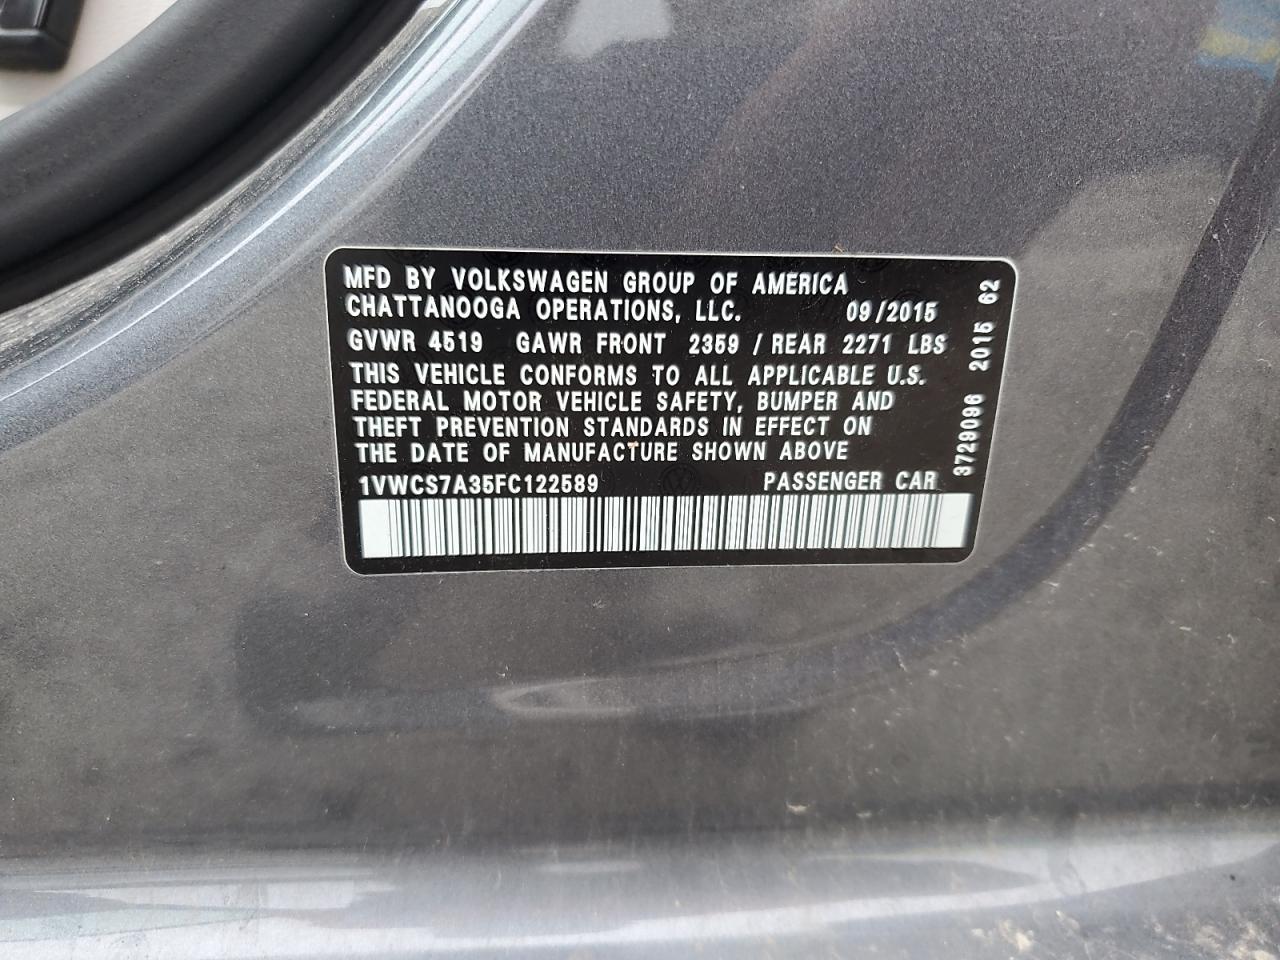 MFD BY VOLKSWAGEN GROUP OF AMERICA
CHATTANOOGA OPERATIONS, LLC. 09/2015
GVWR 4519 GAWR FRONT 2359 / REAR 2271 LBS
THIS VEHICLE CONFORMS TO ALL APPLICABLE U.S.
FEDERAL MOTOR VEHICLE SAFETY, BUMPER AND
THEFT PREVENTION STANDARDS IN EFFECT ON
THE DATE OF MANUFACTURE SHOWN ABOVE
1VWCS7A35FC122589 PASSENGER CAR
3729096 2015 62